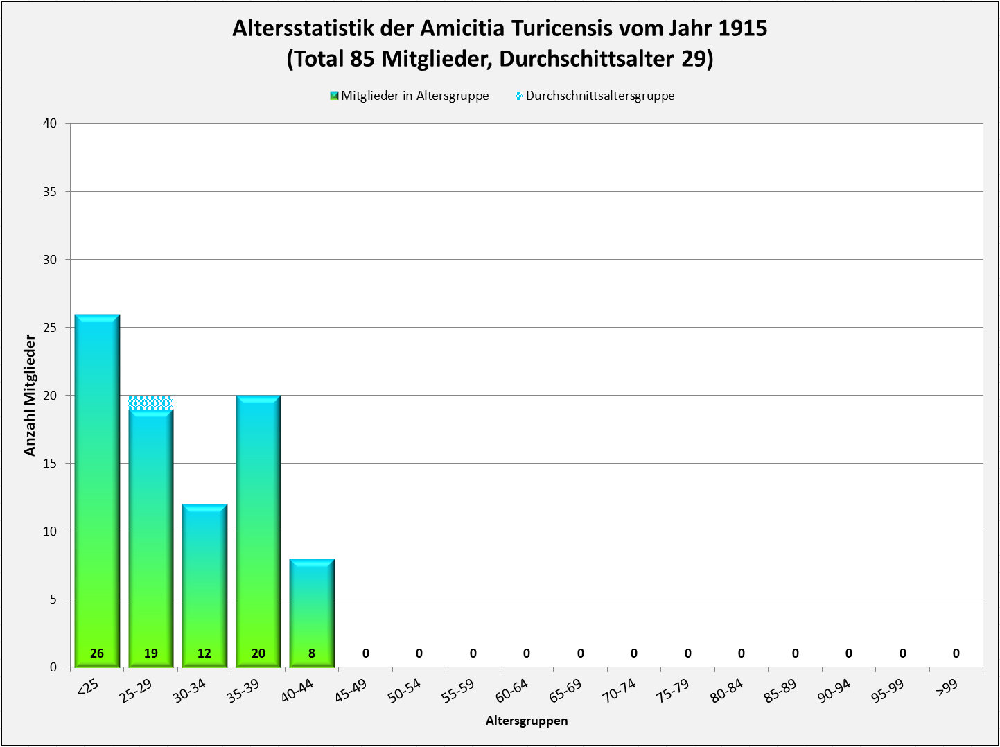 Altersstatistik der Amicitia Turicensis vom Jahr 1915
(Total 85 Mitglieder, Durchschittsalter 29)
Mitglieder in Altersgruppe Durchschnittsaltersgruppe
40
35
30
25
20
15
10
5
0
Anzahl Mitglieder
26 19 12 20 8 0 0 0 0 0 0 0 0 0 0 0 0
<25 25-29 30-34 35-39 40-44 45-49 50-54 55-59 60-64 65-69 70-74 75-79 80-84 85-89 90-94 95-99 >99
Altersgruppen